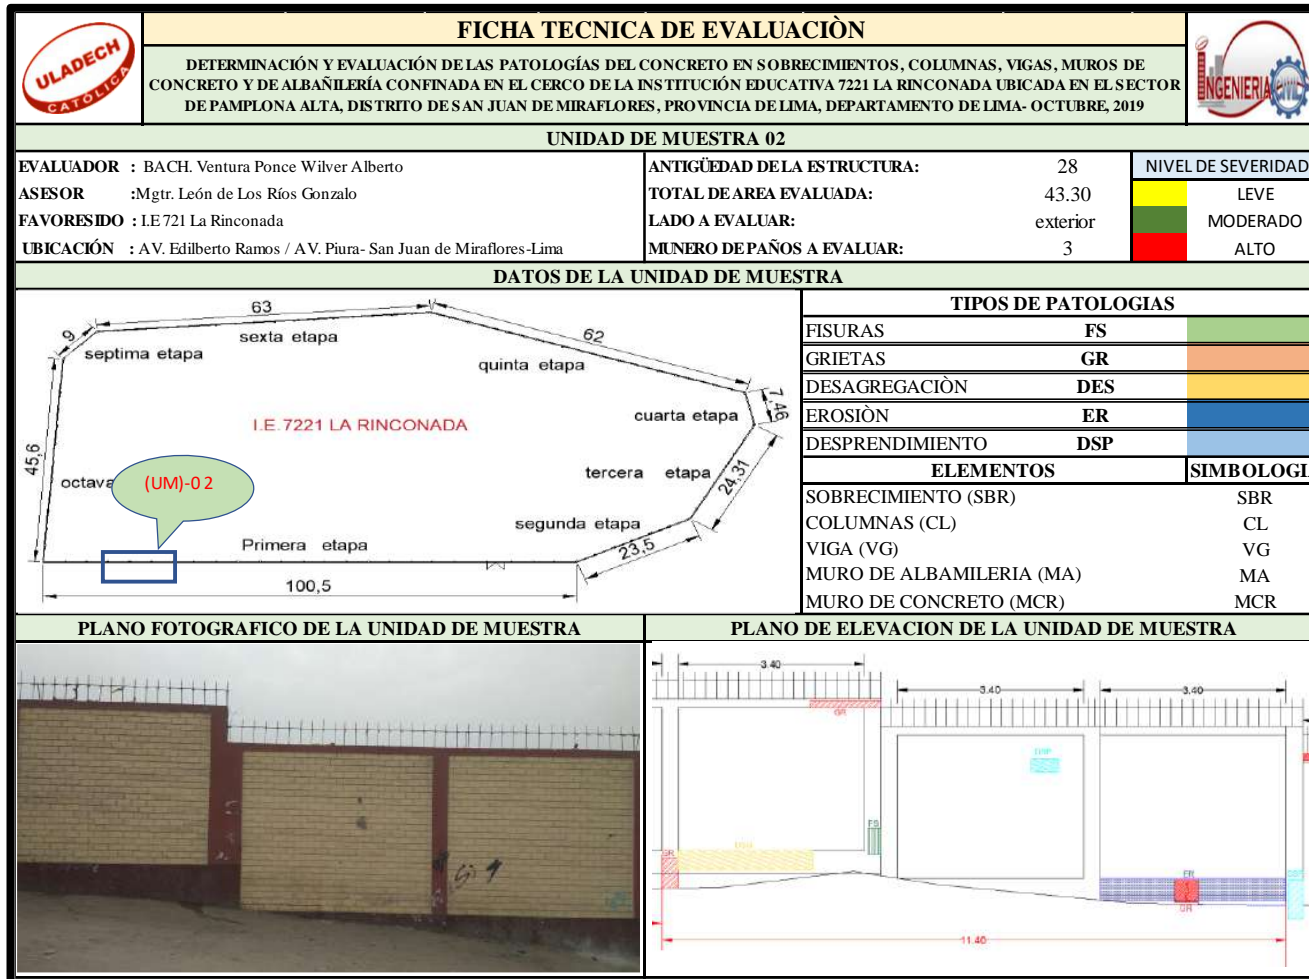 ULADECH
CATÓLICA
FICHA TECNICA DE EVALUACIÒN
DETERMINACIÓN Y EVALUACIÓN DE LAS PATOLOGÍAS DEL CONCRETO EN SOBRECIMIENTOS, COLUMNAS, VIGAS, MUROS DE
CONCRETO Y DE ALBAÑILERÍA CONFINADA EN EL CERCO DE LA INSTITUCIÓN EDUCATIVA 7221 LA RINCONADA UBICADA EN EL SECTOR
DE PAMPLONA ALTA, DISTRITO DE SAN JUAN DE MIRAFLORES, PROVINCIA DE LIMA, DEPARTAMENTO DE LIMA- OCTUBRE, 2019
INGENIERIA CIVIL
UNIDAD DE MUESTRA 02
EVALUADOR : BACH. Ventura Ponce Wilver Alberto
ASESOR :Mgtr. León de Los Ríos Gonzalo
FAVORESIDO : I.E 721 La Rinconada
UBICACIÓN : AV. Edilberto Ramos / AV. Piura- San Juan de Miraflores-Lima
ANTIGÜEDAD DE LA ESTRUCTURA: 28
TOTAL DE AREA EVALUADA: 43.30
LADO A EVALUAR: exterior
MUNERO DE PAÑOS A EVALUAR: 3
NIVEL DE SEVERIDAD
LEVE
MODERADO
ALTO
DATOS DE LA UNIDAD DE MUESTRA
63
9
sexta etapa
septima etapa
62
quinta etapa
7,46
cuarta etapa
I.E. 7221 LA RINCONADA
45,6
octava
(UM)-0 2
tercera etapa
24,31
segunda etapa
23,5
Primera etapa
100,5
TIPOS DE PATOLOGIAS
FISURAS FS
GRIETAS GR
DESAGREGACIÒN DES
EROSIÒN ER
DESPRENDIMIENTO DSP
ELEMENTOS SIMBOLOGI
SOBRECIMIENTO (SBR) SBR
COLUMNAS (CL) CL
VIGA (VG) VG
MURO DE ALBAMILERIA (MA) MA
MURO DE CONCRETO (MCR) MCR
PLANO FOTOGRAFICO DE LA UNIDAD DE MUESTRA
PLANO DE ELEVACION DE LA UNIDAD DE MUESTRA
3.40
3.40
3.40
GR
DSP
FS
GR
ER
GR
11.40